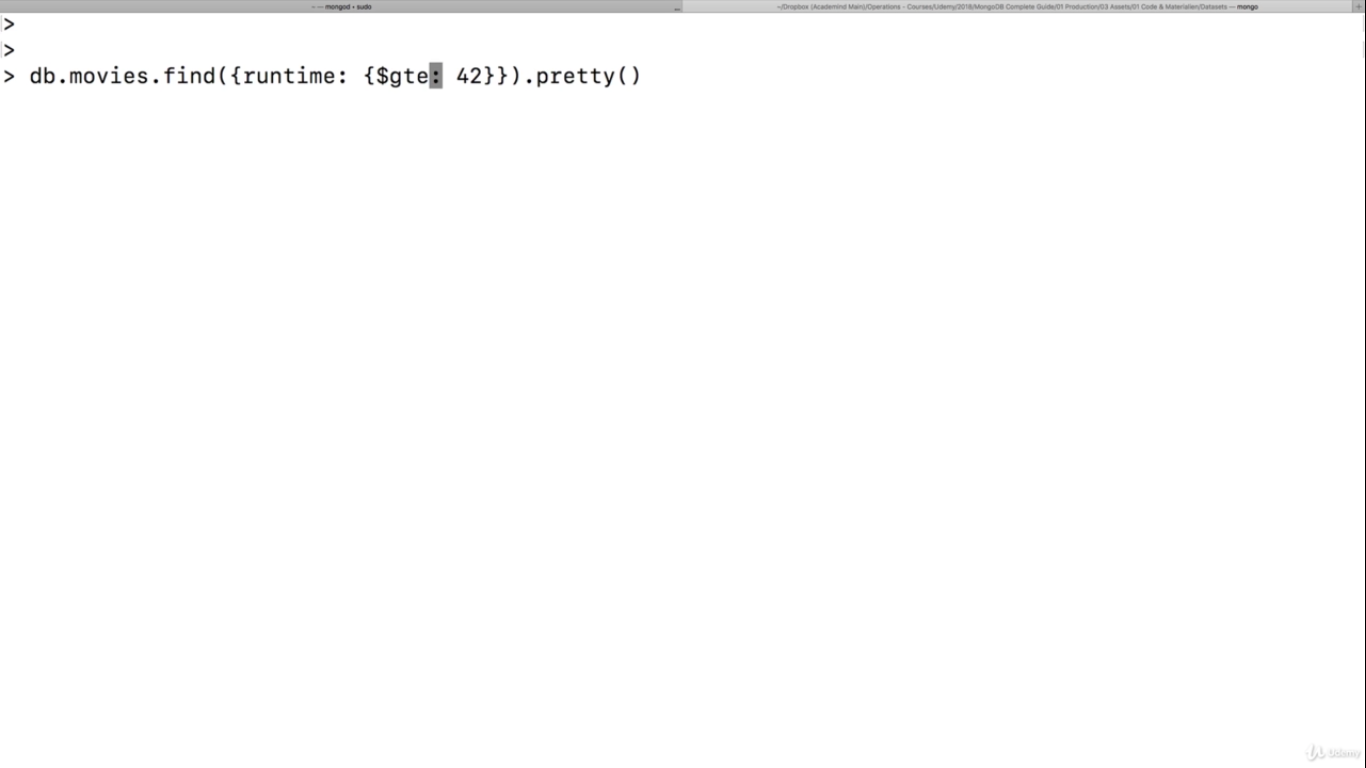 ~ — mongod • sudo
~/Dropbox (Academind Main)/Operations - Courses/Udemy/2018/MongoDB Complete Guide/01 Production/03 Assets/01 Code & Materialien/Datasets — mongo
>
>
> db.movies.find({runtime: {$gte: 42}}).pretty()
Udemy